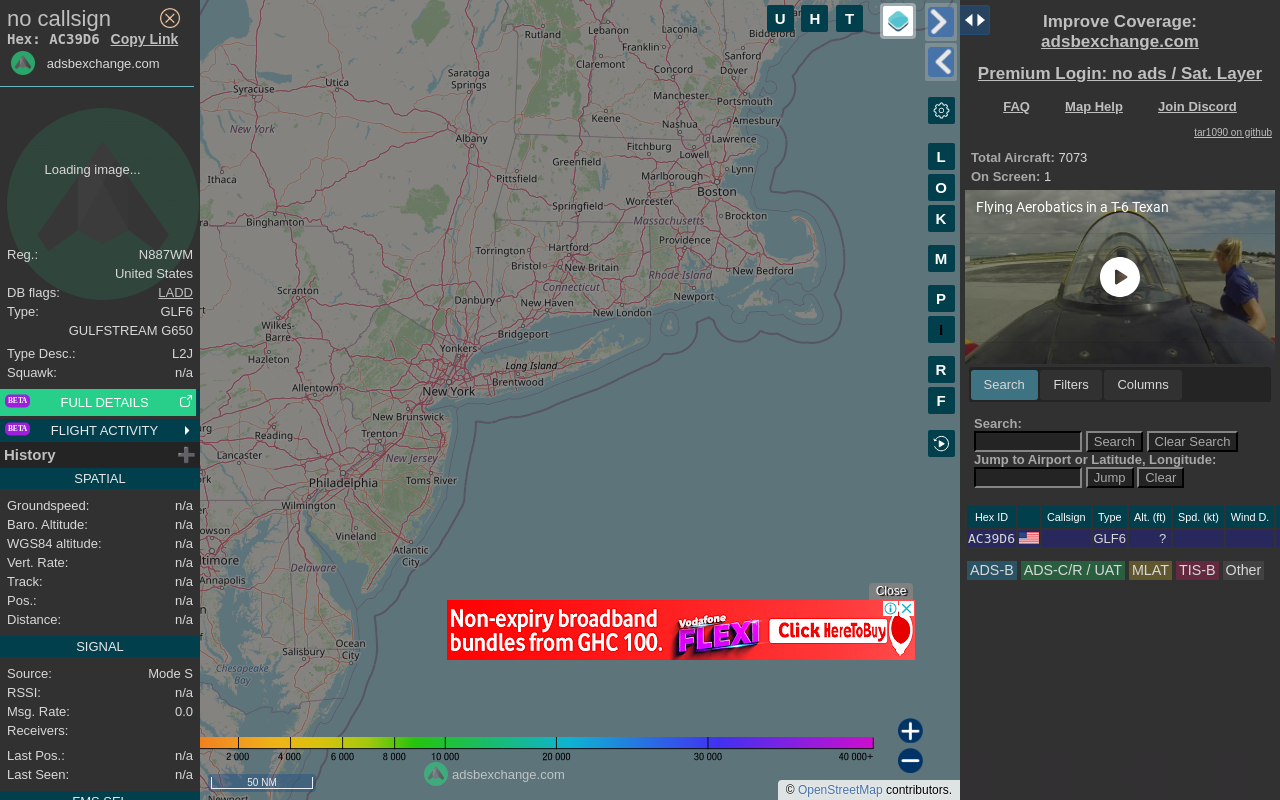 no callsign
Hex: AC39D6 Copy Link
adsbexchange.com
Loading image...
Reg.: N887WM
United States
DB flags: LADD
Type: GLF6
GULFSTREAM G650
Type Desc.: L2J
Squawk: n/a
BETA FULL DETAILS
BETA FLIGHT ACTIVITY
History
SPATIAL
Groundspeed: n/a
Baro. Altitude: n/a
WGS84 altitude: n/a
Vert. Rate: n/a
Track: n/a
Pos.: n/a
Distance: n/a
SIGNAL
Source: Mode S
RSSI: n/a
Msg. Rate: 0.0
Receivers:
Last Pos.: n/a
Last Seen: n/a
FMS SEL
U H T
L
O
K
M
P
I
R
F
Rutland
Lebanon
Laconia
Biddeford
Franklin
Sanford
Claremont
Concord
Dover
Saratoga
Springs
Utica
Syracuse
Manchester
Portsmouth
Keene
Nashua
Amesbury
New York
Albany
Fitchburg
Lawrence
Greenfield
Lowell
Lynn
Ithaca
Pittsfield
Marlborough
Boston
Springfield
Worcester
Massachusetts
Brockton
Binghamton
Torrington
Hartford
Providence
Bristol
New Britain
New Bedford
Rhode Island
Connecticut
Scranton
Danbury
New Haven
Newport
New London
Wilkes-
Barre
Bridgeport
Yonkers
Hazleton
Long Island
Brentwood
Allentown
New York
New Brunswick
Reading
Trenton
Lancaster
New Jersey
Philadelphia
Toms River
Wilmington
Vineland
Atlantic
City
Annapolis
Delaware
Salisbury
Ocean
City
Chesapeake
Bay
Newport
Close
Non-expiry broadband
bundles from GHC 100.
Vodafone
FLEXI
Click Here To Buy
2 000 4 000 6 000 8 000 10 000 20 000 30 000 40 000+
50 NM
adsbexchange.com
© OpenStreetMap contributors.
Improve Coverage:
adsbexchange.com
Premium Login: no ads / Sat. Layer
FAQ Map Help Join Discord
tar1090 on github
Total Aircraft: 7073
On Screen: 1
Flying Aerobatics in a T-6 Texan
Search Filters Columns
Search:
Search Clear Search
Jump to Airport or Latitude, Longitude:
Jump Clear
Hex ID Callsign Type Alt. (ft) Spd. (kt) Wind D.
AC39D6 GLF6 ?
ADS-B ADS-C/R / UAT MLAT TIS-B Other